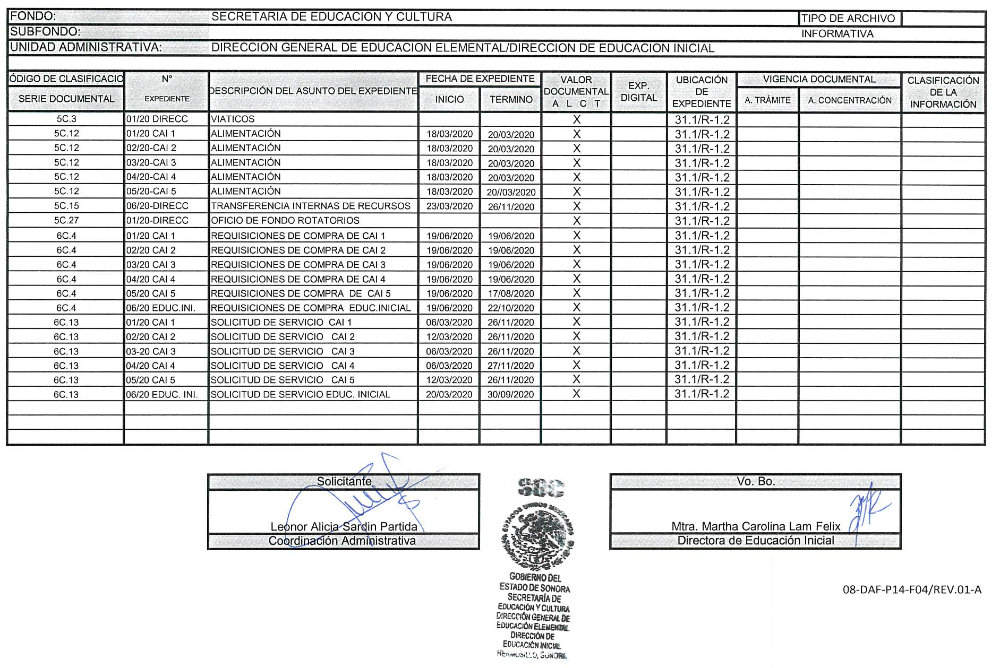 FONDO: SECRETARIA DE EDUCACION Y CULTURA TIPO DE ARCHIVO
SUBFONDO: INFORMATIVA
UNIDAD ADMINISTRATIVA: DIRECCION GENERAL DE EDUCACION ELEMENTAL/DIRECCION DE EDUCACION INICIAL
ÓDIGO DE CLASIFICACIO N° DESCRIPCIÓN DEL ASUNTO DEL EXPEDIENTE FECHA DE EXPEDIENTE VALOR DOCUMENTAL A L C T EXP. DIGITAL UBICACIÓN DE EXPEDIENTE VIGENCIA DOCUMENTAL CLASIFICACIÓN DE LA INFORMACIÓN
SERIE DOCUMENTAL EXPEDIENTE INICIO TERMINO A. TRÁMITE A. CONCENTRACIÓN
5C.3 01/20 DIRECC VIATICOS X 31.1/R-1.2
5C.12 01/20 CAI 1 ALIMENTACIÓN 18/03/2020 20/03/2020 X 31.1/R-1.2
5C.12 02/20-CAI 2 ALIMENTACIÓN 18/03/2020 20/03/2020 X 31.1/R-1.2
5C.12 03/20-CAI 3 ALIMENTACIÓN 18/03/2020 20/03/2020 X 31.1/R-1.2
5C.12 04/20-CAI 4 ALIMENTACIÓN 18/03/2020 20/03/2020 X 31.1/R-1.2
5C.12 05/20-CAI 5 ALIMENTACIÓN 18/03/2020 20//03/2020 X 31.1/R-1.2
5C.15 06/20-DIRECC TRANSFERENCIA INTERNAS DE RECURSOS 23/03/2020 26/11/2020 X 31.1/R-1.2
5C.27 01/20-DIRECC OFICIO DE FONDO ROTATORIOS X 31.1/R-1.2
6C.4 01/20 CAI 1 REQUISICIONES DE COMPRA DE CAI 1 19/06/2020 19/06/2020 X 31.1/R-1.2
6C.4 02/20 CAI 2 REQUISICIONES DE COMPRA DE CAI 2 19/06/2020 19/06/2020 X 31.1/R-1.2
6C.4 03/20 CAI 3 REQUISICIONES DE COMPRA DE CAI 3 19/06/2020 19/06/2020 X 31.1/R-1.2
6C.4 04/20 CAI 4 REQUISICIONES DE COMPRA DE CAI 4 19/06/2020 19/06/2020 X 31.1/R-1.2
6C.4 05/20 CAI 5 REQUISICIONES DE COMPRA DE CAI 5 19/06/2020 17/08/2020 X 31.1/R-1.2
6C.4 06/20 EDUC.INI. REQUISICIONES DE COMPRA EDUC.INICIAL 19/06/2020 22/10/2020 X 31.1/R-1.2
6C.13 01/20 CAI 1 SOLICITUD DE SERVICIO CAI 1 06/03/2020 26/11/2020 X 31.1/R-1.2
6C.13 02/20 CAI 2 SOLICITUD DE SERVICIO CAI 2 12/03/2020 26/11/2020 X 31.1/R-1.2
6C.13 03-20 CAI 3 SOLICITUD DE SERVICIO CAI 3 06/03/2020 26/11/2020 X 31.1/R-1.2
6C.13 04/20 CAI 4 SOLICITUD DE SERVICIO CAI 4 06/03/2020 27/11/2020 X 31.1/R-1.2
6C.13 05/20 CAI 5 SOLICITUD DE SERVICIO CAI 5 12/03/2020 26/11/2020 X 31.1/R-1.2
6C.13 06/20 EDUC. INI. SOLICITUD DE SERVICIO EDUC. INICIAL 20/03/2020 30/09/2020 X 31.1/R-1.2
Solicitante
Leonor Alicia Sardin Partida
Coordinación Administrativa
ESTADOS UNIDOS MEXICANOS
GOBIERNO DEL
ESTADO DE SONORA
SECRETARÍA DE
EDUCACIÓN Y CULTURA
DIRECCIÓN GENERAL DE
EDUCACIÓN ELEMENTAL
DIRECCIÓN DE
EDUCACIÓN INICIAL
HERMOSILLO, SONORA
Vo. Bo.
Mtra. Martha Carolina Lam Felix
Directora de Educación Inicial
08-DAF-P14-F04/REV.01-A